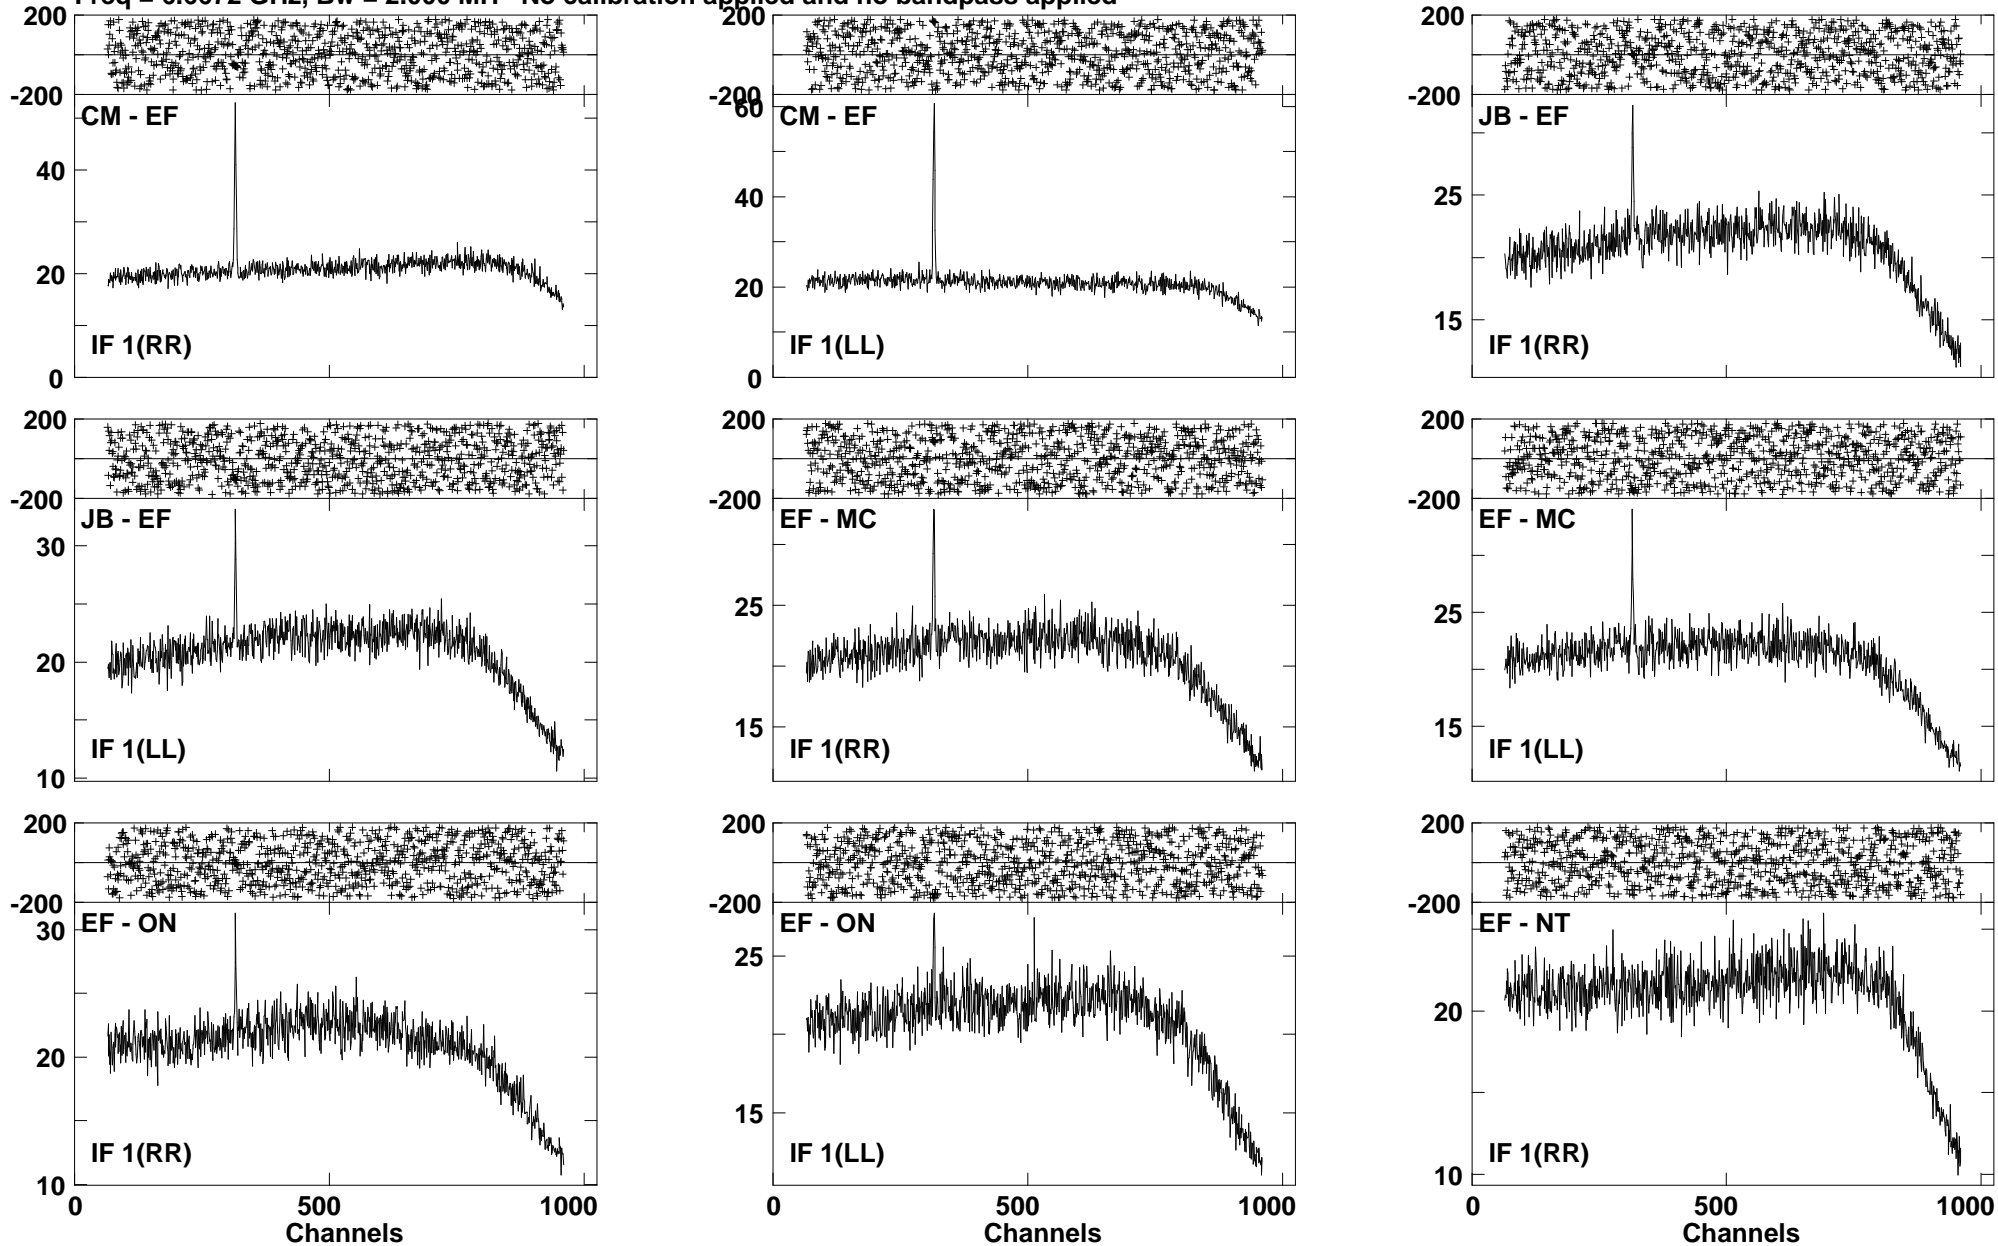 calibration applied and no bandpass applied
200 200 200
-200 -200 -200
CM - EF 60 CM - EF JB - EF
40 40 25
20 20 15
IF 1(RR) IF 1(LL) IF 1(RR)
0 0
200 200 200
-200 -200 -200
JB - EF EF - MC EF - MC
30 25 25
20 15 15
IF 1(LL) IF 1(RR) IF 1(LL)
10
200 200 200
-200 -200 -200
30 EF - ON EF - ON EF - NT
20 25 20
IF 1(RR) 15 IF 1(LL) IF 1(RR)
10 10
0 500 1000 0 500 1000 0 500 1000
Channels Channels Channels